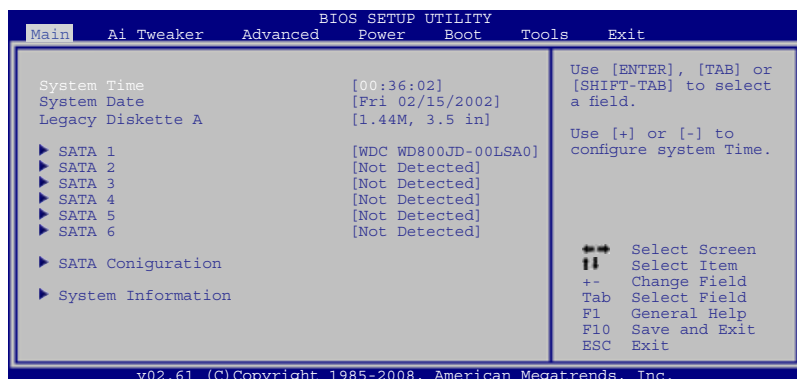 BIOS SETUP UTILITY
Main Ai Tweaker Advanced Power Boot Tools Exit
System Time [00:36:02]
System Date [Fri 02/15/2002]
Legacy Diskette A [1.44M, 3.5 in]
SATA 1 [WDC WD800JD-00LSA0]
SATA 2 [Not Detected]
SATA 3 [Not Detected]
SATA 4 [Not Detected]
SATA 5 [Not Detected]
SATA 6 [Not Detected]
SATA Coniguration
System Information
Use [ENTER], [TAB] or
[SHIFT-TAB] to select
a field.
Use [+] or [-] to
configure system Time.
Select Screen
Select Item
+- Change Field
Tab Select Field
F1 General Help
F10 Save and Exit
ESC Exit
v02.61 (C)Copyright 1985-2008, American Megatrends, Inc.